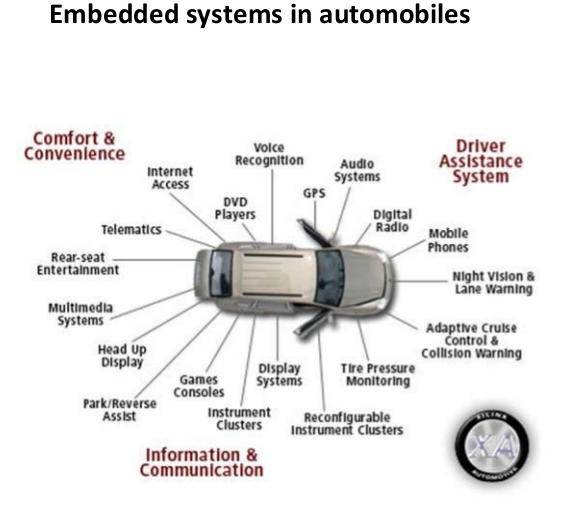 Embedded systems in automobiles
Comfort &
Convenience
Driver
Assistance
System
Voice
Recognition
Internet
Access
Audio
Systems
GPS
DVD
Players
Digital
Radio
Telematics
Mobile
Phones
Rear-seat
Entertainment
Night Vision &
Lane Warning
Multimedia
Systems
Adaptive Cruise
Control &
Collision Warning
Head Up
Display
Display
Systems
Tire Pressure
Monitoring
Games
Consoles
Park/Reverse
Assist
Instrument
Clusters
Reconfigurable
Instrument Clusters
Information &
Communication
XILINX
XA
AUTOMOTIVE